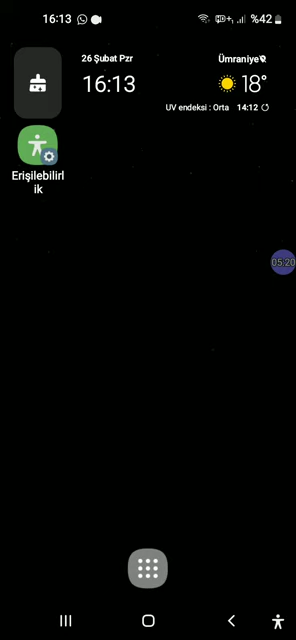 16:13 %42
26 Şubat Pzr
16:13
Ümraniye
18°
UV endeksi : Orta 14:12
Erişilebilirl
ik
05:20